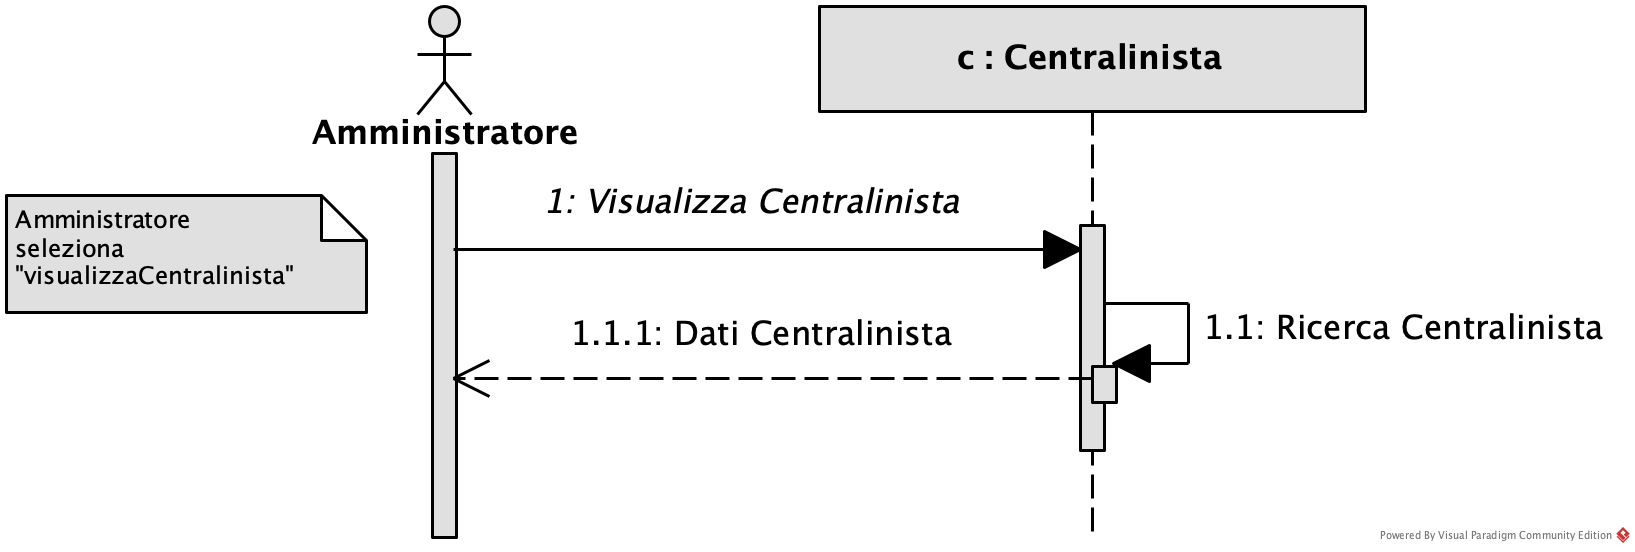 c : Centralinista
Amministratore
1: Visualizza Centralinista
Amministratore
seleziona
"visualizzaCentralinista"
1.1: Ricerca Centralinista
1.1.1: Dati Centralinista
Powered By Visual Paradigm Community Edition